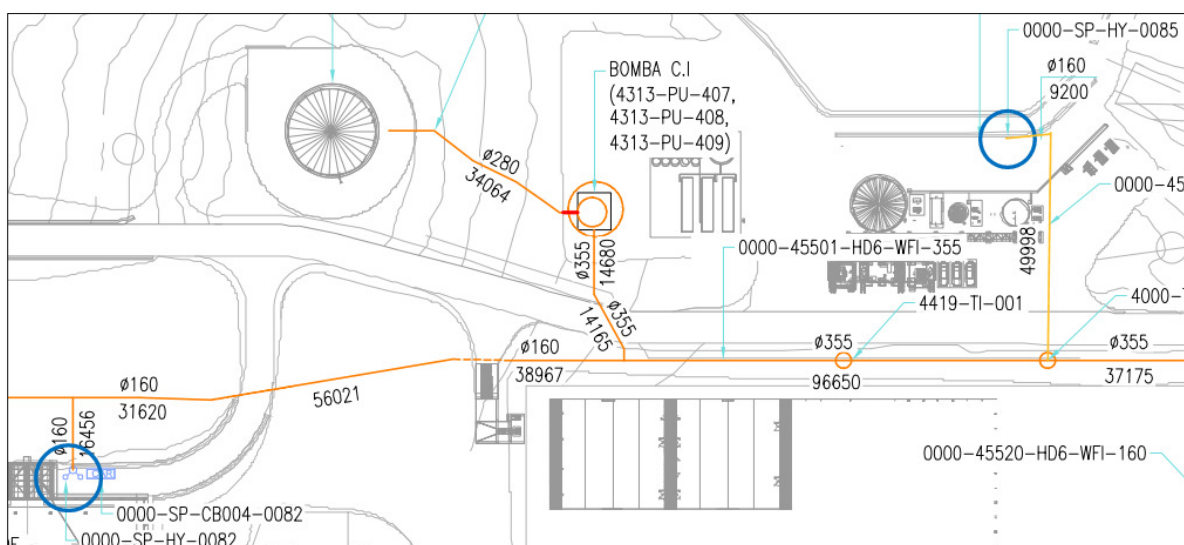 0000-SP-HY-0085
ø160
9200
BOMBA C.I
(4313-PU-407,
4313-PU-408,
4313-PU-409)
ø280
34064
0000-45
ø355
14680
0000-45501-HD6-WFI-355
49998
4419-TI-001
4000-T
ø355
14165
ø160
38967
ø355
96650
ø355
37175
ø160
31620
56021
ø160
16456
0000-45520-HD6-WFI-160
0000-SP-CB004-0082
0000-SP-HY-0082